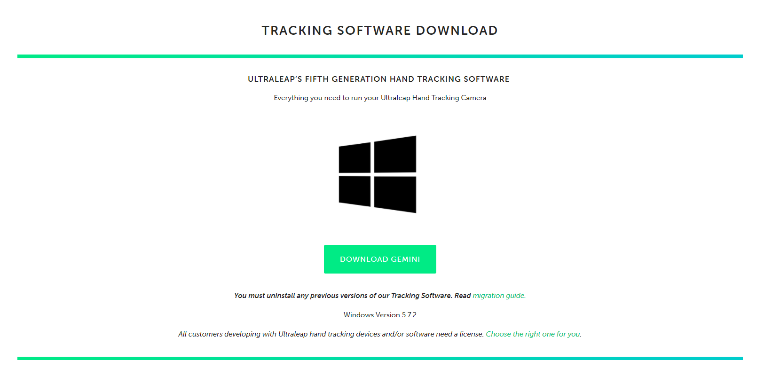 TRACKING SOFTWARE DOWNLOAD
ULTRALEAP'S FIFTH GENERATION HAND TRACKING SOFTWARE
Everything you need to run your Ultraleap Hand Tracking Camera
DOWNLOAD GEMINI
You must uninstall any previous versions of our Tracking Software. Read migration guide.
Windows Version 5.7.2
All customers developing with Ultraleap hand tracking devices and/or software need a license. Choose the right one for you.